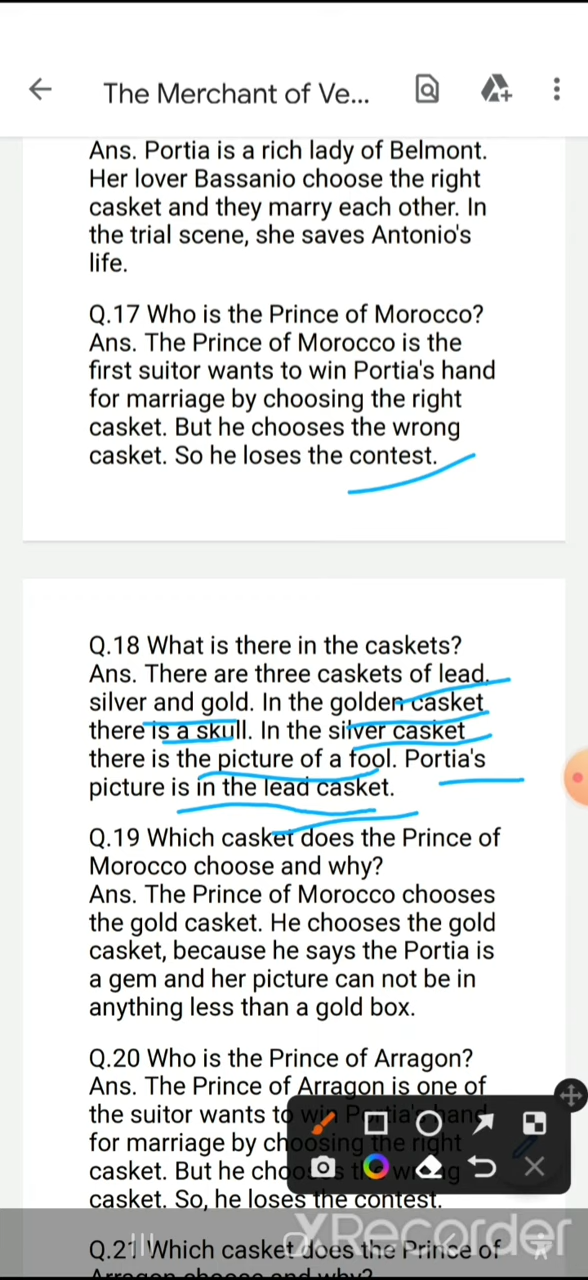 The Merchant of Ve...
Ans. Portia is a rich lady of Belmont.
Her lover Bassanio choose the right
casket and they marry each other. In
the trial scene, she saves Antonio's
life.
Q.17 Who is the Prince of Morocco?
Ans. The Prince of Morocco is the
first suitor wants to win Portia's hand
for marriage by choosing the right
casket. But he chooses the wrong
casket. So he loses the contest.
Q.18 What is there in the caskets?
Ans. There are three caskets of lead.
silver and gold. In the golden casket
there is a skull. In the silver casket
there is the picture of a fool. Portia's
picture is in the lead casket.
Q.19 Which casket does the Prince of
Morocco choose and why?
Ans. The Prince of Morocco chooses
the gold casket. He chooses the gold
casket, because he says the Portia is
a gem and her picture can not be in
anything less than a gold box.
Q.20 Who is the Prince of Arragon?
Ans. The Prince of Arragon is one of
the suitor wants to win Portia's hand
for marriage by choosing the right
casket. But he chooses the wrong
casket. So, he loses the contest.
XRecorder
Q.21 Which casket does the Prince of
Arragon choose and why?